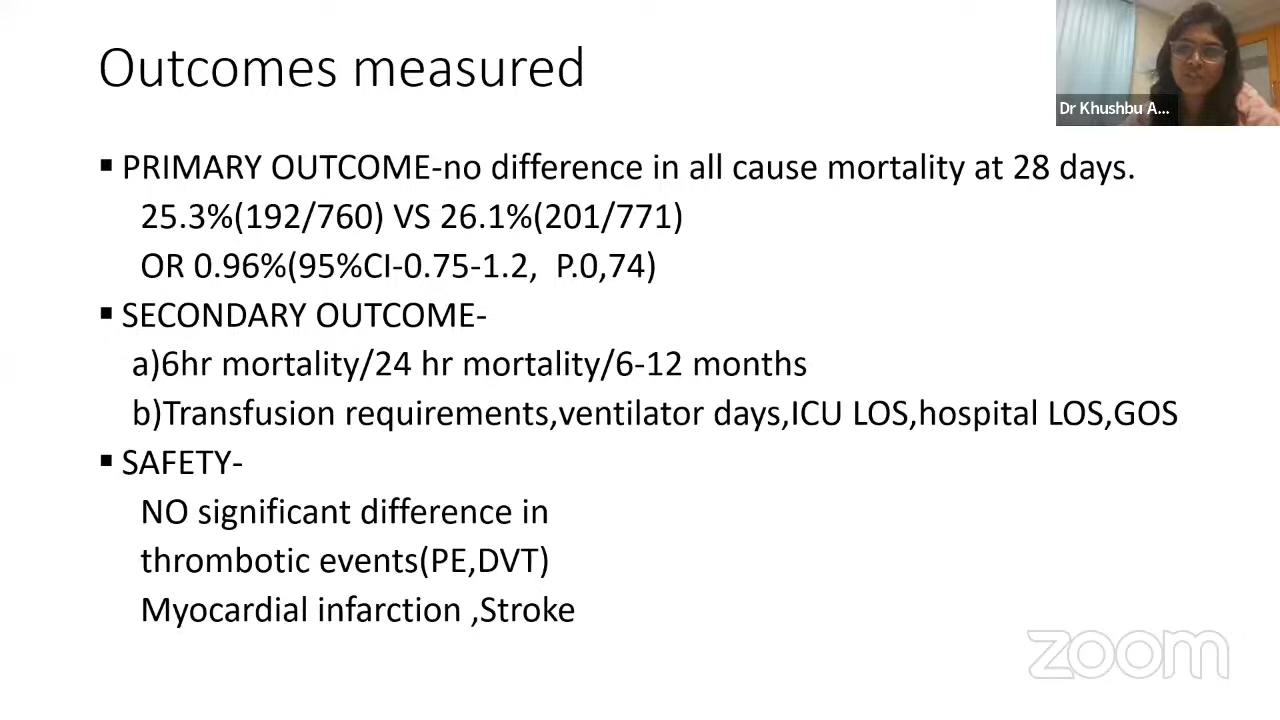 Outcomes measured
Dr Khushbu A...
▪ PRIMARY OUTCOME-no difference in all cause mortality at 28 days.
25.3%(192/760) VS 26.1%(201/771)
OR 0.96%(95%CI-0.75-1.2, P.0,74)
▪ SECONDARY OUTCOME-
a)6hr mortality/24 hr mortality/6-12 months
b)Transfusion requirements,ventilator days,ICU LOS,hospital LOS,GOS
▪ SAFETY-
NO significant difference in
thrombotic events(PE,DVT)
Myocardial infarction ,Stroke
zoom